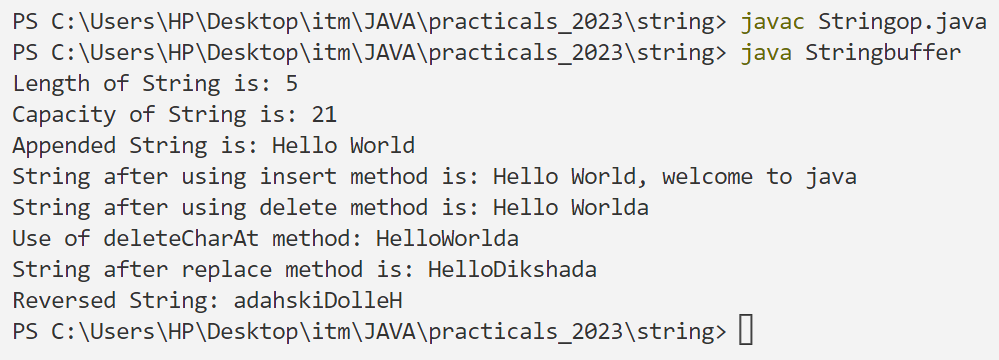 PS C:\Users\HP\Desktop\itm\JAVA\practicals_2023\string> javac Stringop.java
PS C:\Users\HP\Desktop\itm\JAVA\practicals_2023\string> java Stringbuffer
Length of String is: 5
Capacity of String is: 21
Appended String is: Hello World
String after using insert method is: Hello World, welcome to java
String after using delete method is: Hello Worlda
Use of deleteCharAt method: HelloWorlda
String after replace method is: HelloDikshada
Reversed String: adahskiDolleH
PS C:\Users\HP\Desktop\itm\JAVA\practicals_2023\string>